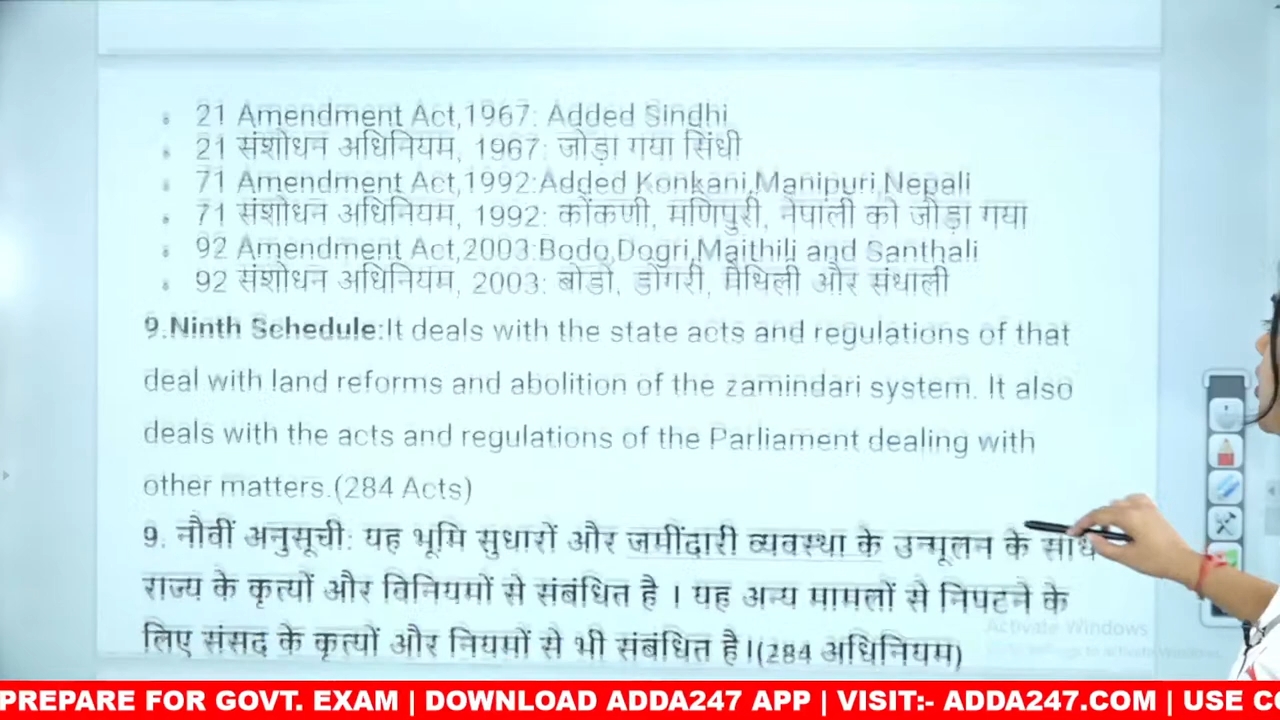 21 Amendment Act,1967: Added Sindhi
21 संशोधन अधिनियम, 1967: जोड़ा गया सिंधी
71 Amendment Act,1992:Added Konkani,Manipuri,Nepali
71 संशोधन अधिनियम, 1992: कोंकणी, मणिपुरी, नेपाली को जोड़ा गया
92 Amendment Act,2003:Bodo,Dogri,Maithili and Santhali
92 संशोधन अधिनियम, 2003: बोडो, डोगरी, मैथिली और संथाली
9.Ninth Schedule:It deals with the state acts and regulations of that
deal with land reforms and abolition of the zamindari system. It also
deals with the acts and regulations of the Parliament dealing with
other matters.(284 Acts)
9. नौवीं अनुसूची: यह भूमि सुधारों और जमींदारी व्यवस्था के उन्मूलन के साथ
राज्य के कृत्यों और विनियमों से संबंधित है । यह अन्य मामलों से निपटने के
लिए संसद के कृत्यों और नियमों से भी संबंधित है।(284 अधिनियम)
Activate Windows
PREPARE FOR GOVT. EXAM | DOWNLOAD ADDA247 APP | VISIT:- ADDA247.COM | USE